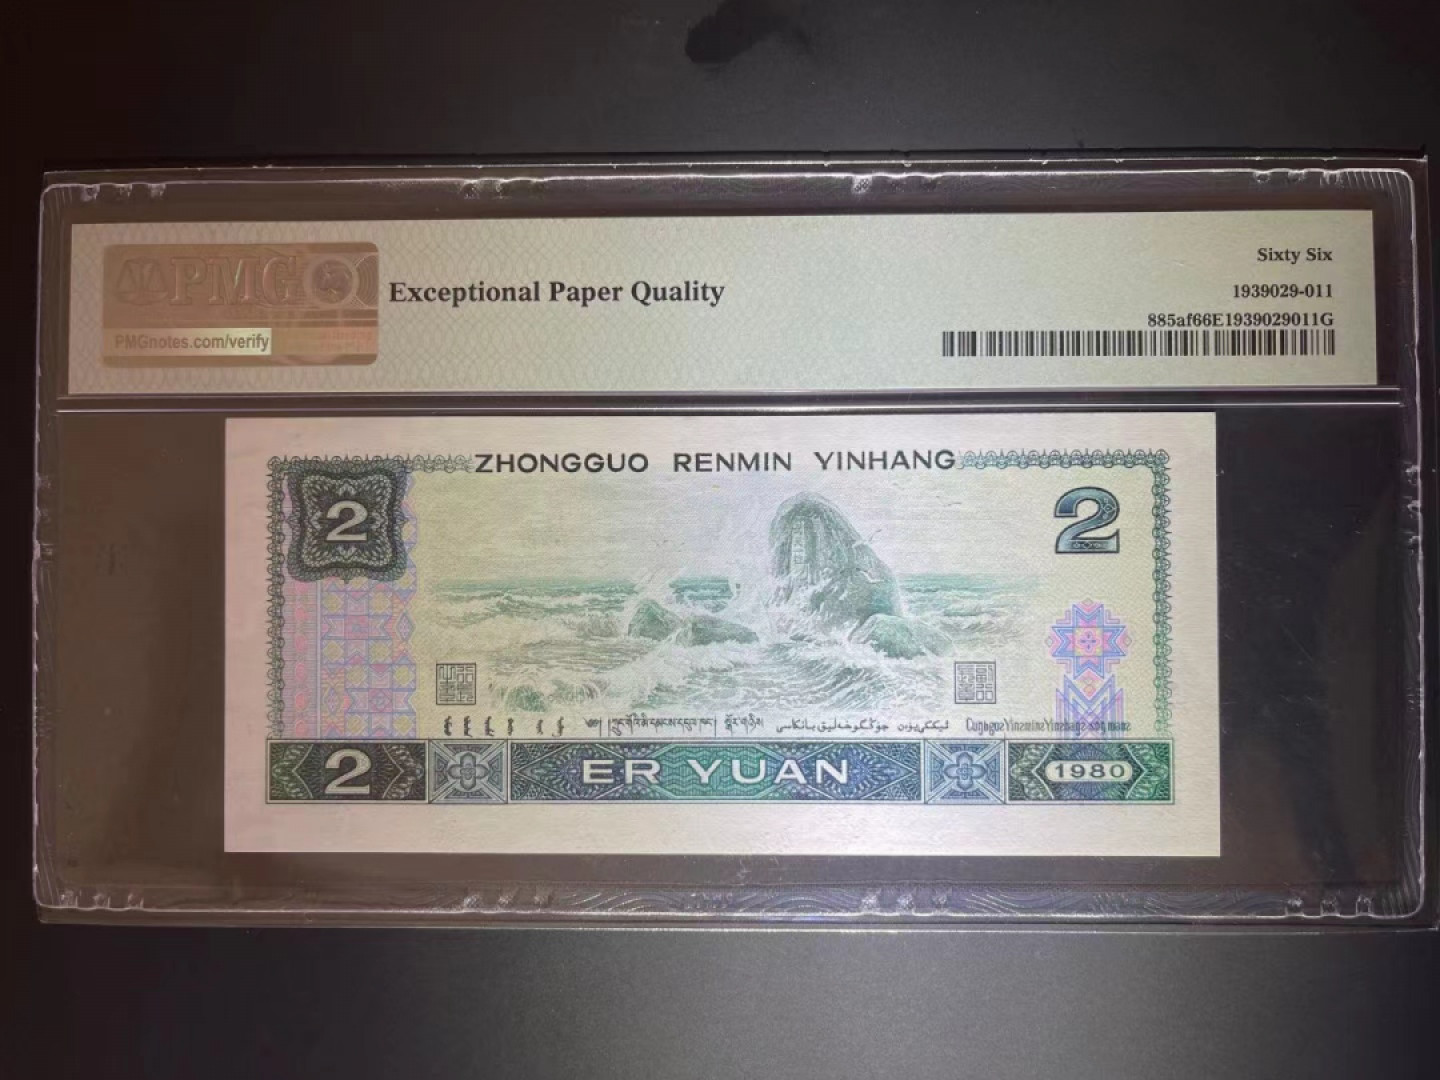 PMG
PMGnotes.com/verify
Exceptional Paper Quality
Sixty Six
1939029-011
885af66E1939029011G
ZHONGGUO RENMIN YINHANG
2
2
2
ER YUAN
1980